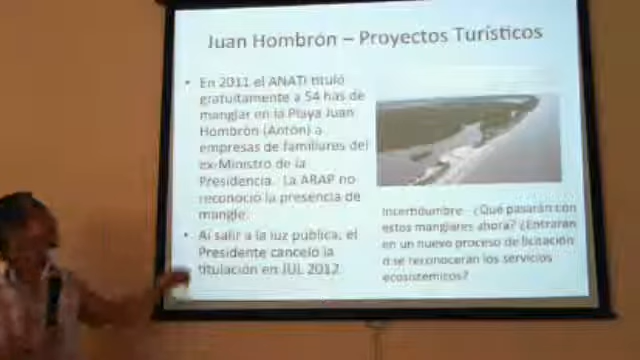 Juan Hombrón – Proyectos Turísticos
• En 2011 el ANATI tituló
gratuitamente a 54 has de
manglar en la Playa Juan
Hombrón (Antón) a
empresas de familiares del
ex-Ministro de la
Presidencia. La ARAP no
reconoció la presencia de
mangle.
• Al salir a la luz publica, el
Presidente canceló la
titulación en JUL 2012
Incertidumbre - ¿Qué pasarán con
estos manglares ahora? ¿Entrarán
en un nuevo proceso de licitación
o se reconocerán los servicios
ecosistémicos?